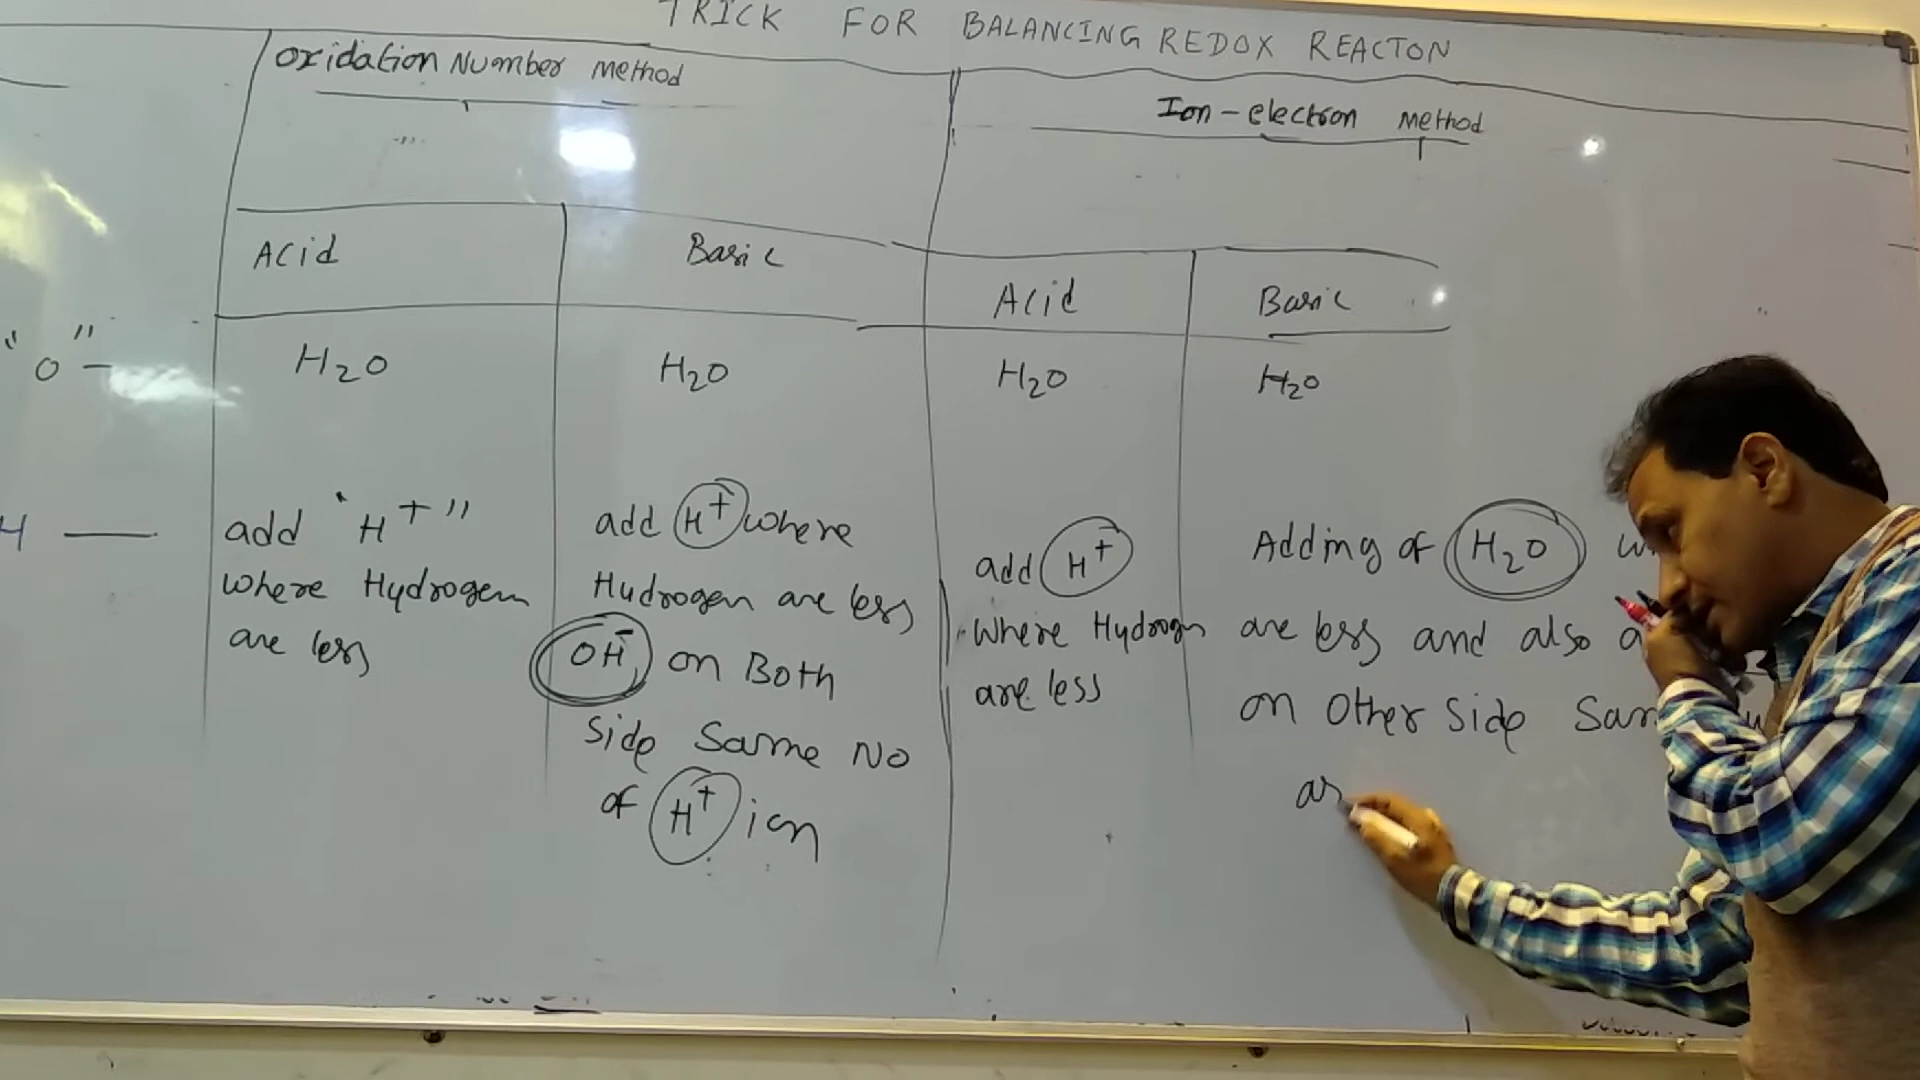 TRICK FOR BALANCING REDOX REACTON
Oxidation Number Method
Ion-electron Method
Acid
Basic
Acid
Basic
"O" —
H2O
H2O
H2O
H2O
H —
add "H+"
where Hydrogen
are less
add H+ where
Hydrogen are less
OH- on Both
side same No
of H+ ion
add H+
where Hydrogen
are less
Adding of H2O
are less and also
on other side
as